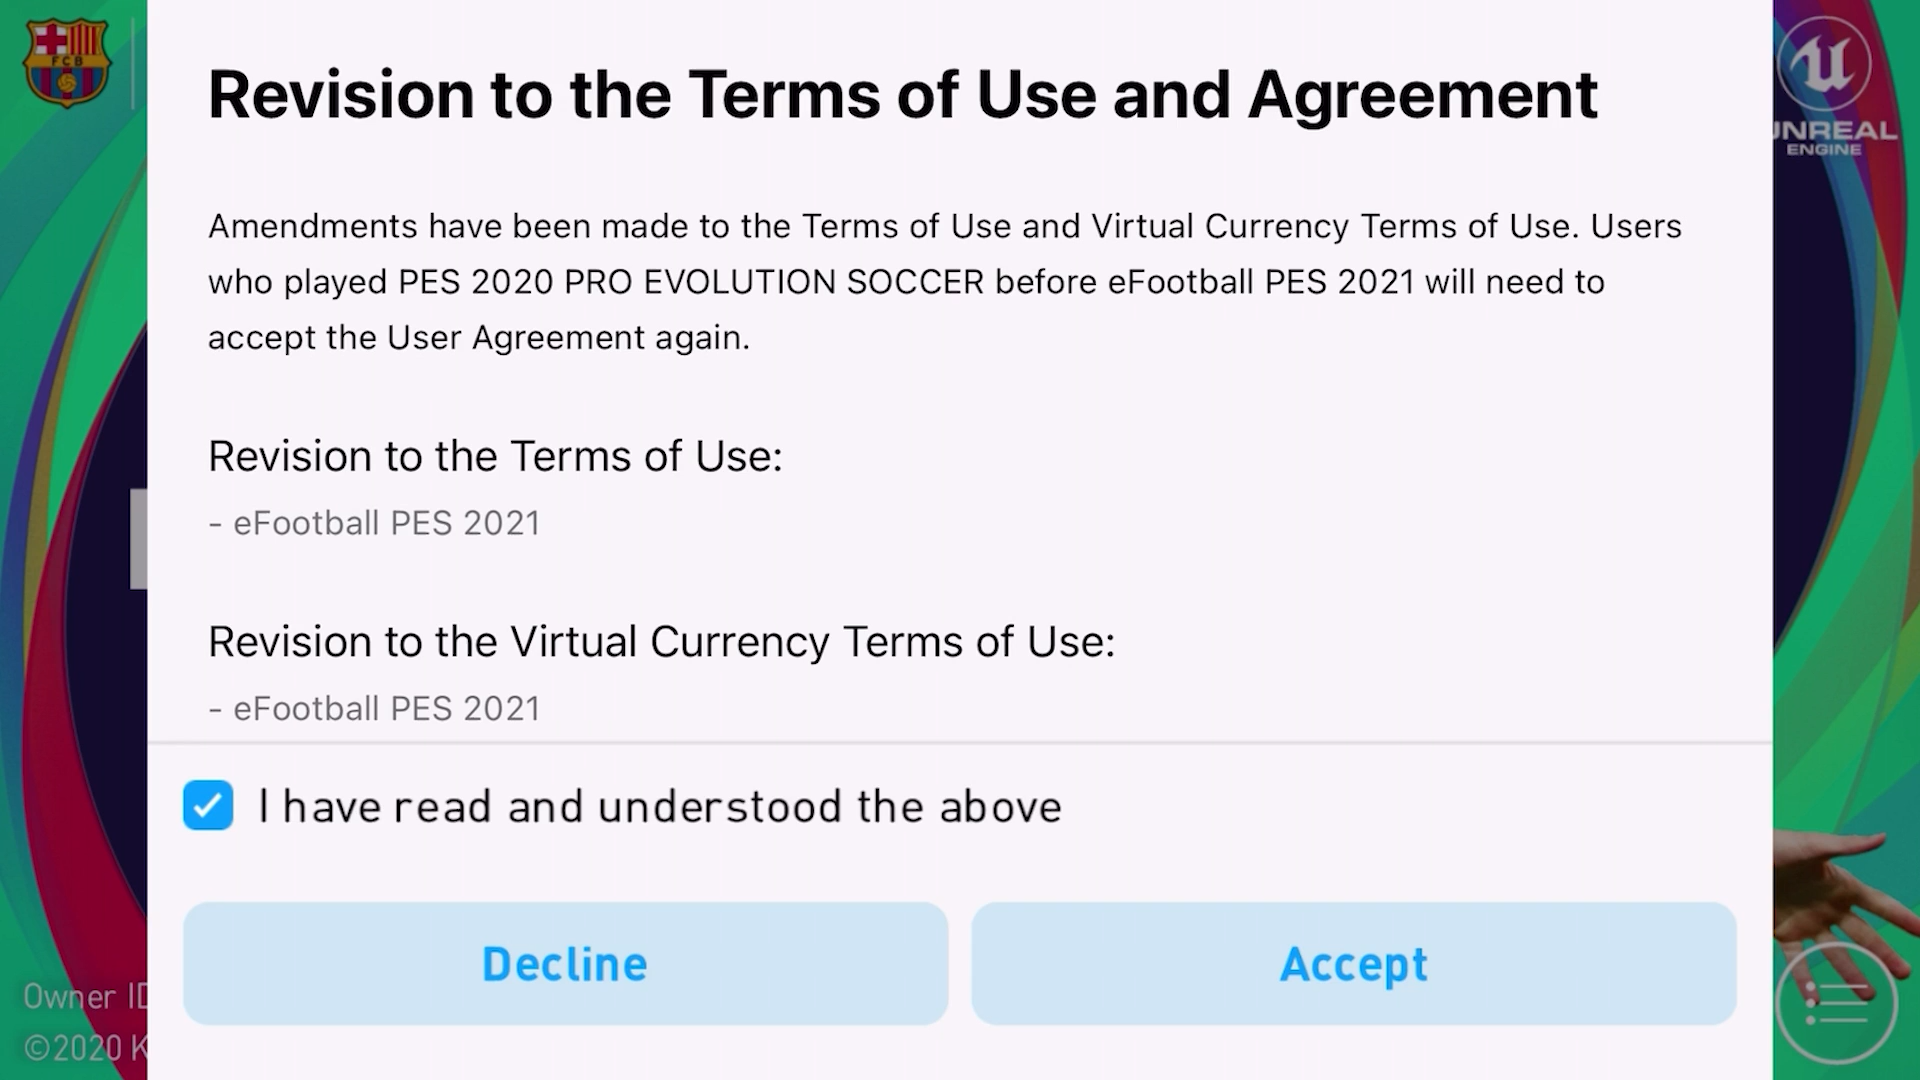 FCB
UNREAL
ENGINE
Revision to the Terms of Use and Agreement
Amendments have been made to the Terms of Use and Virtual Currency Terms of Use. Users
who played PES 2020 PRO EVOLUTION SOCCER before eFootball PES 2021 will need to
accept the User Agreement again.
Revision to the Terms of Use:
- eFootball PES 2021
Revision to the Virtual Currency Terms of Use:
- eFootball PES 2021
I have read and understood the above
Decline
Accept
Owner ID
©2020 K